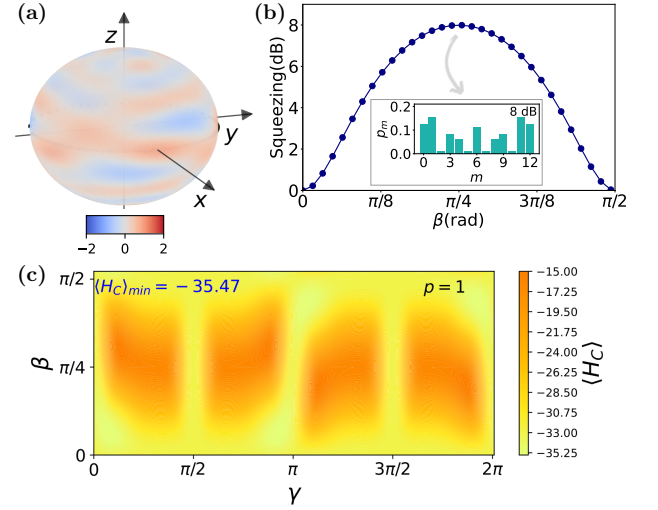 (a)
z
y
x
−2 0 2
(b)
Squeezing(dB)
8
6
4
2
0
0 π/8 π/4 3π/8 π/2
β(rad)
8 dB
p_m
0.2
0.1
0.0
0 3 6 9 12
m
(c)
⟨H_C⟩_min = −35.47
p = 1
β
π/2
π/4
0
0 π/2 π 3π/2 2π
γ
−15.00
−17.25
−19.50
−21.75
−24.00
−26.25
−28.50
−30.75
−33.00
−35.25
⟨H_C⟩